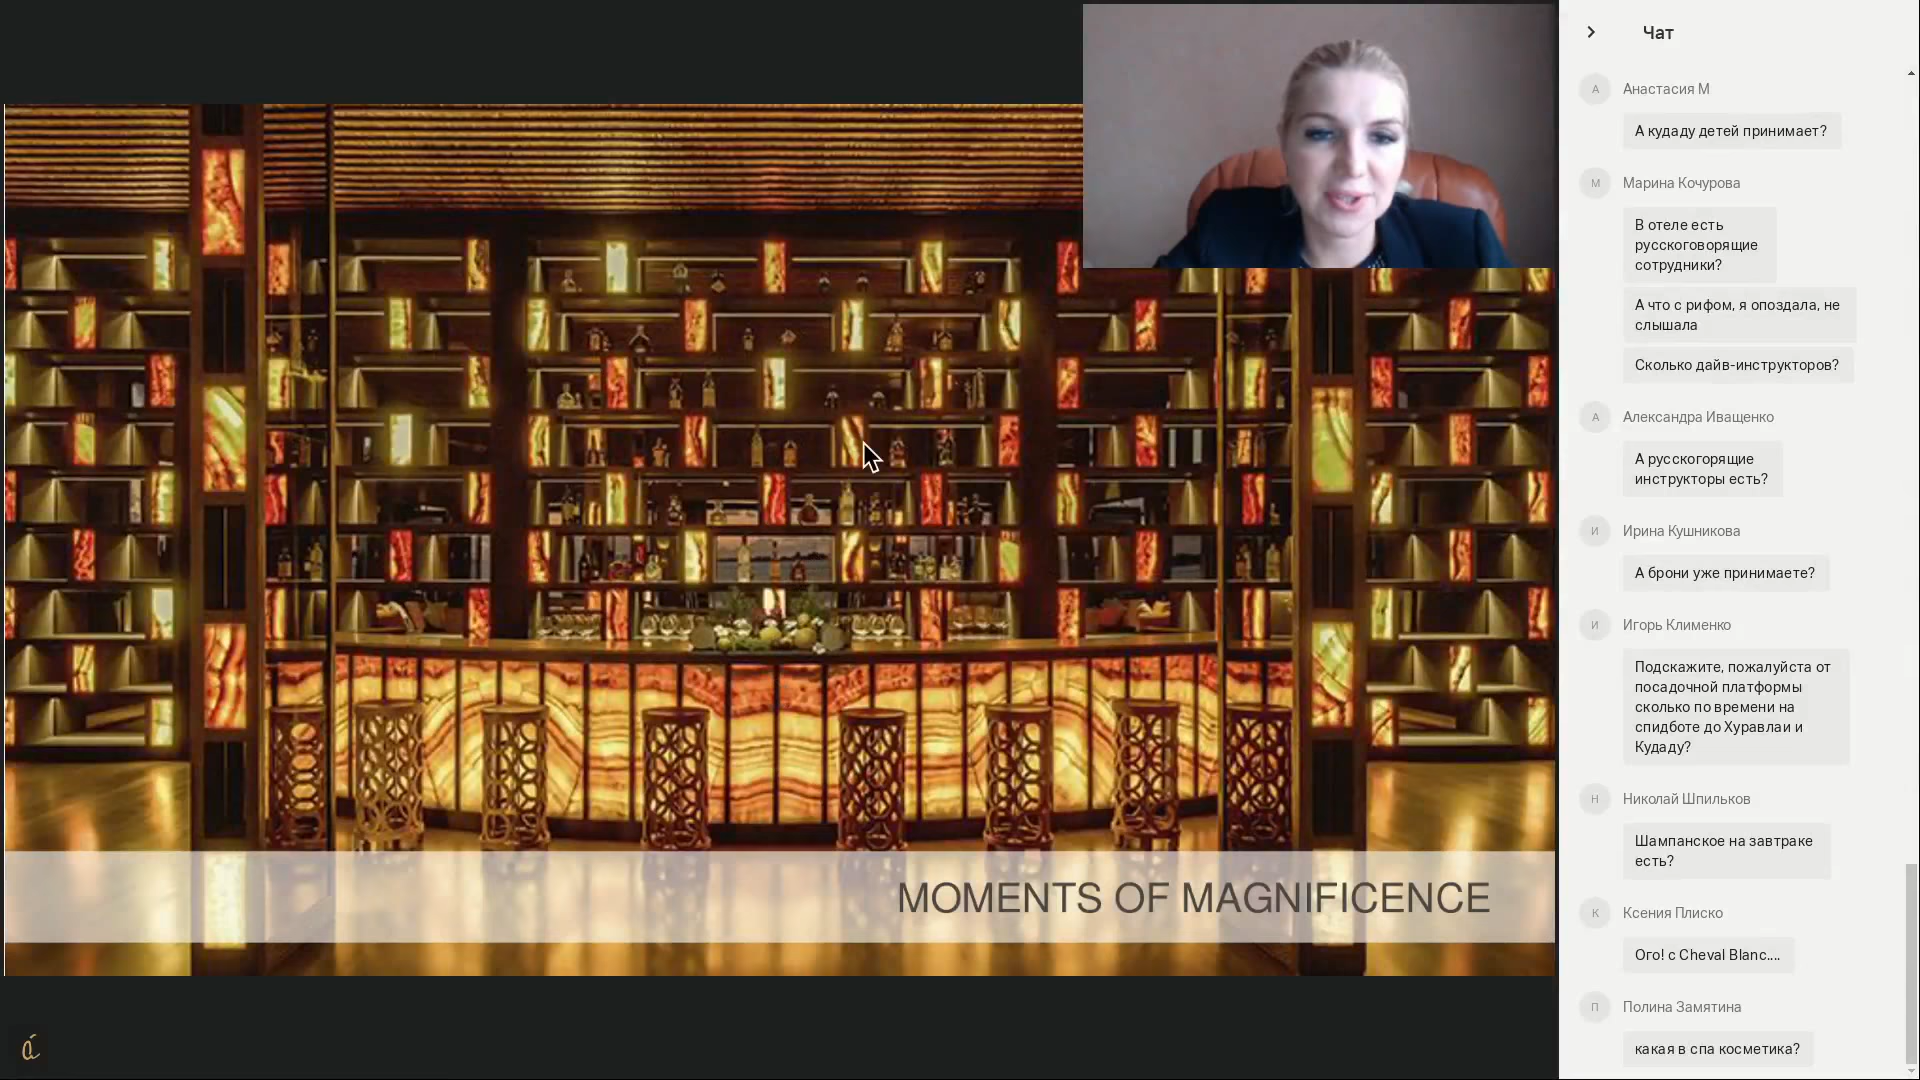 MOMENTS OF MAGNIFICENCE
á
Чат
А
Анастасия М
А кудаду детей принимает?
М
Марина Кочурова
В отеле есть
русскоговорящие
сотрудники?
А что с рифом, я опоздала, не
слышала
Сколько дайв-инструкторов?
А
Александра Иващенко
А русскогорящие
инструкторы есть?
И
Ирина Кушникова
А брони уже принимаете?
И
Игорь Клименко
Подскажите, пожалуйста от
посадочной платформы
сколько по времени на
спидботе до Хуравлаи и
Кудаду?
Н
Николай Шпильков
Шампанское на завтраке
есть?
К
Ксения Плиско
Ого! с Cheval Blanc....
П
Полина Замятина
какая в спа косметика?